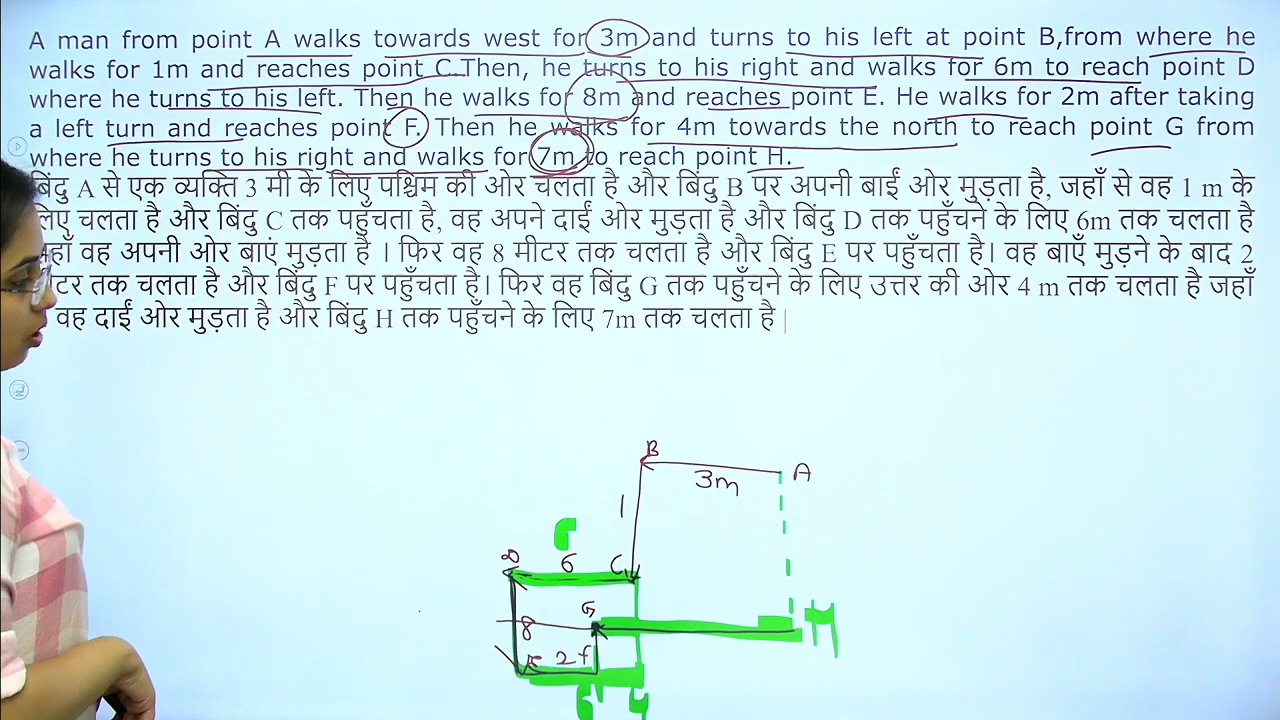 A man from point A walks towards west for 3m and turns to his left at point B,from where he
walks for 1m and reaches point C.Then, he turns to his right and walks for 6m to reach point D
where he turns to his left. Then he walks for 8m and reaches point E. He walks for 2m after taking
a left turn and reaches point F. Then he walks for 4m towards the north to reach point G from
where he turns to his right and walks for 7m to reach point H.
बिंदु A से एक व्यक्ति 3 मी के लिए पश्चिम की ओर चलता है और बिंदु B पर अपनी बाईं ओर मुड़ता है, जहाँ से वह 1 m के
लिए चलता है और बिंदु C तक पहुँचता है, वह अपने दाईं ओर मुड़ता है और बिंदु D तक पहुँचने के लिए 6m तक चलता है
वह अपनी ओर बाएं मुड़ता है । फिर वह 8 मीटर तक चलता है और बिंदु E पर पहुँचता है। वह बाएँ मुड़ने के बाद 2
तक चलता है और बिंदु F पर पहुँचता है। फिर वह बिंदु G तक पहुँचने के लिए उत्तर की ओर 4 m तक चलता है जहाँ
वह दाईं ओर मुड़ता है और बिंदु H तक पहुँचने के लिए 7m तक चलता है |
B
3m A
1
D 6 C
G
8 H
E 2 f
6 4